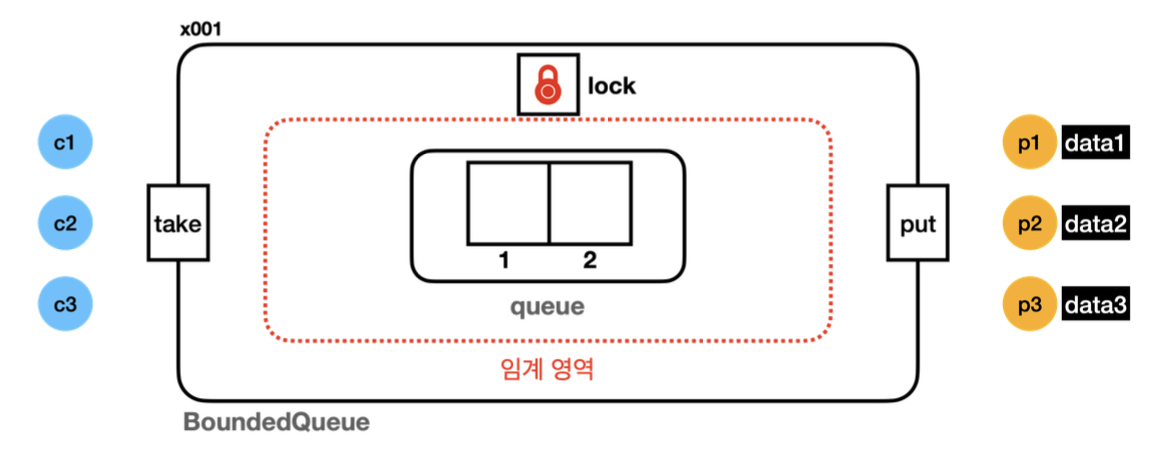 x001
lock
c1
p1 data1
c2
take
put
p2 data2
1 2
c3
queue
p3 data3
임계 영역
BoundedQueue